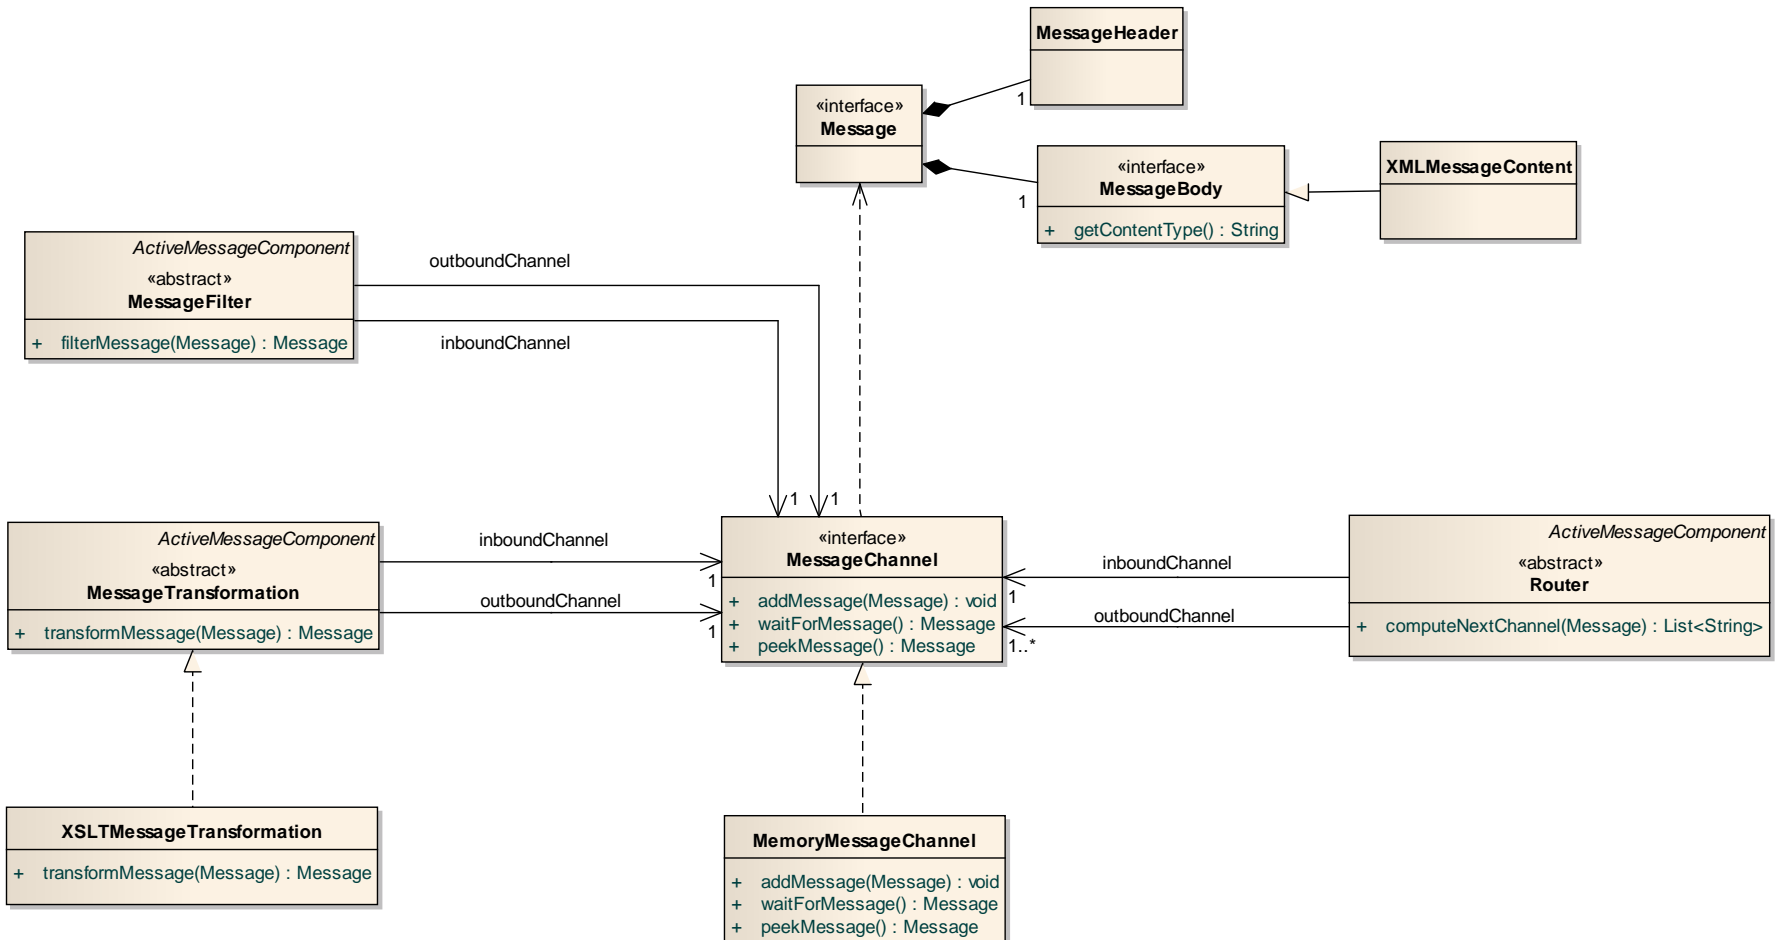 MessageHeader
«interface»
Message
1
«interface»
MessageBody
1
+ getContentType() : String
XMLMessageContent
ActiveMessageComponent
«abstract»
MessageFilter
+ filterMessage(Message) : Message
outboundChannel
inboundChannel
1
1
ActiveMessageComponent
«abstract»
MessageTransformation
+ transformMessage(Message) : Message
inboundChannel
1
outboundChannel
1
«interface»
MessageChannel
+ addMessage(Message) : void
+ waitForMessage() : Message
+ peekMessage() : Message
inboundChannel
1
outboundChannel
1..*
ActiveMessageComponent
«abstract»
Router
+ computeNextChannel(Message) : List<String>
XSLTMessageTransformation
+ transformMessage(Message) : Message
MemoryMessageChannel
+ addMessage(Message) : void
+ waitForMessage() : Message
+ peekMessage() : Message